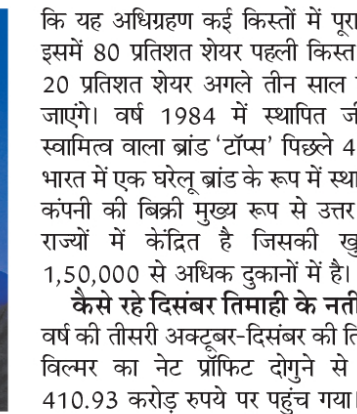 कि यह अधिग्रहण कई किस्तों में पूरा
इसमें 80 प्रतिशत शेयर पहली किस्त
20 प्रतिशत शेयर अगले तीन साल
जाएंगे। वर्ष 1984 में स्थापित
स्वामित्व वाला ब्रांड ‘टॉप्स’ पिछले 4
भारत में एक घरेलू ब्रांड के रूप में स्था
कंपनी की बिक्री मुख्य रूप से उत्तर
राज्यों में केंद्रित है जिसकी खु
1,50,000 से अधिक दुकानों में है।
कैसे रहे दिसंबर तिमाही के नती
वर्ष की तीसरी अक्टूबर-दिसंबर की ति
विल्मर का नेट प्रॉफिट दोगुने से
410.93 करोड़ रुपये पर पहुंच गया।